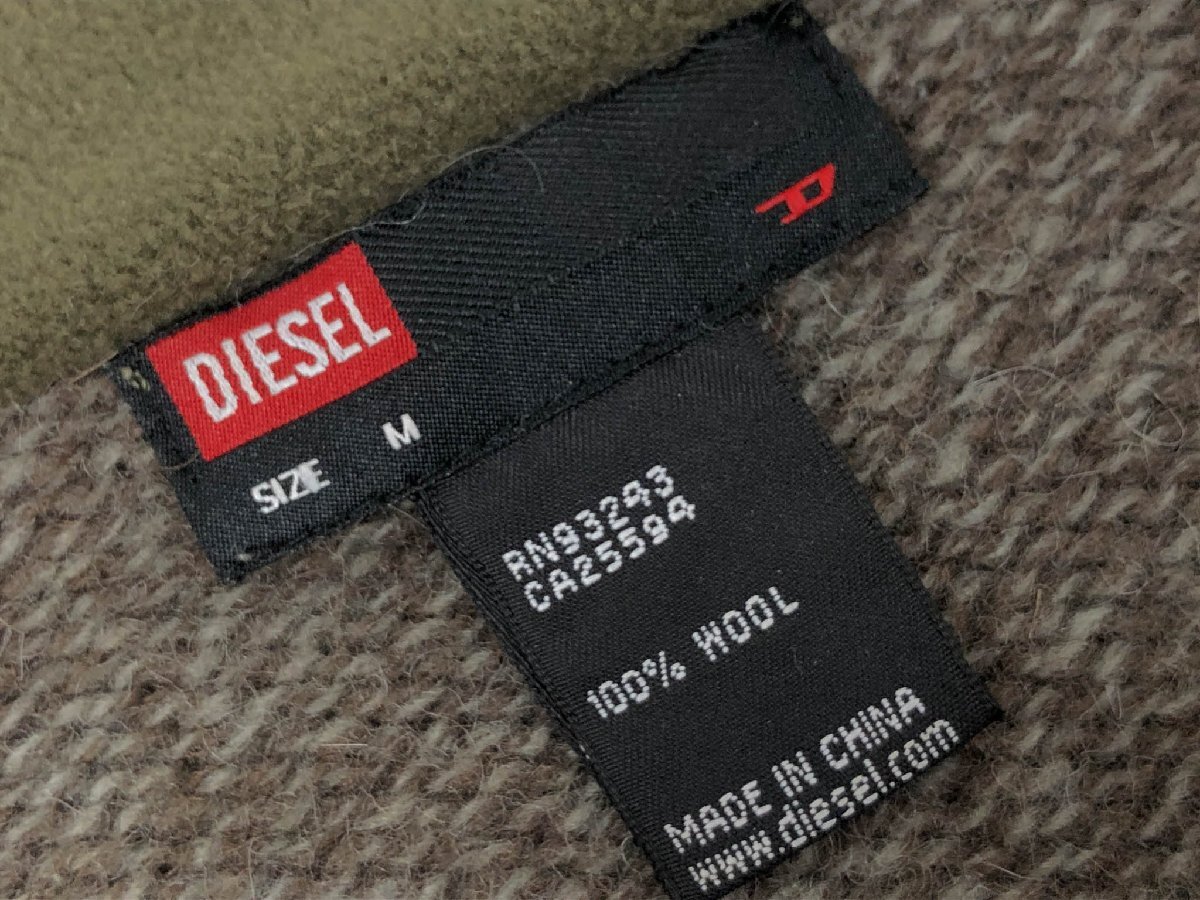 DIESEL
SIZE M
D
RN93243
CA25594
100% WOOL
MADE IN CHINA
www.diesel.com